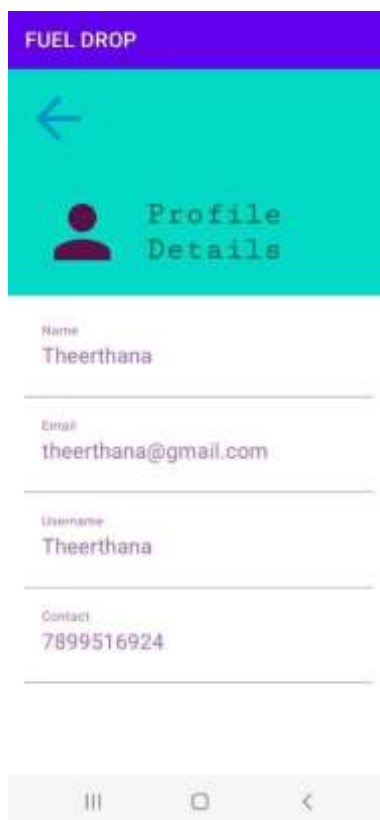 FUEL DROP
Profile
Details
Name
Theerthana
Email
theerthana@gmail.com
Username
Theerthana
Contact
7899516924